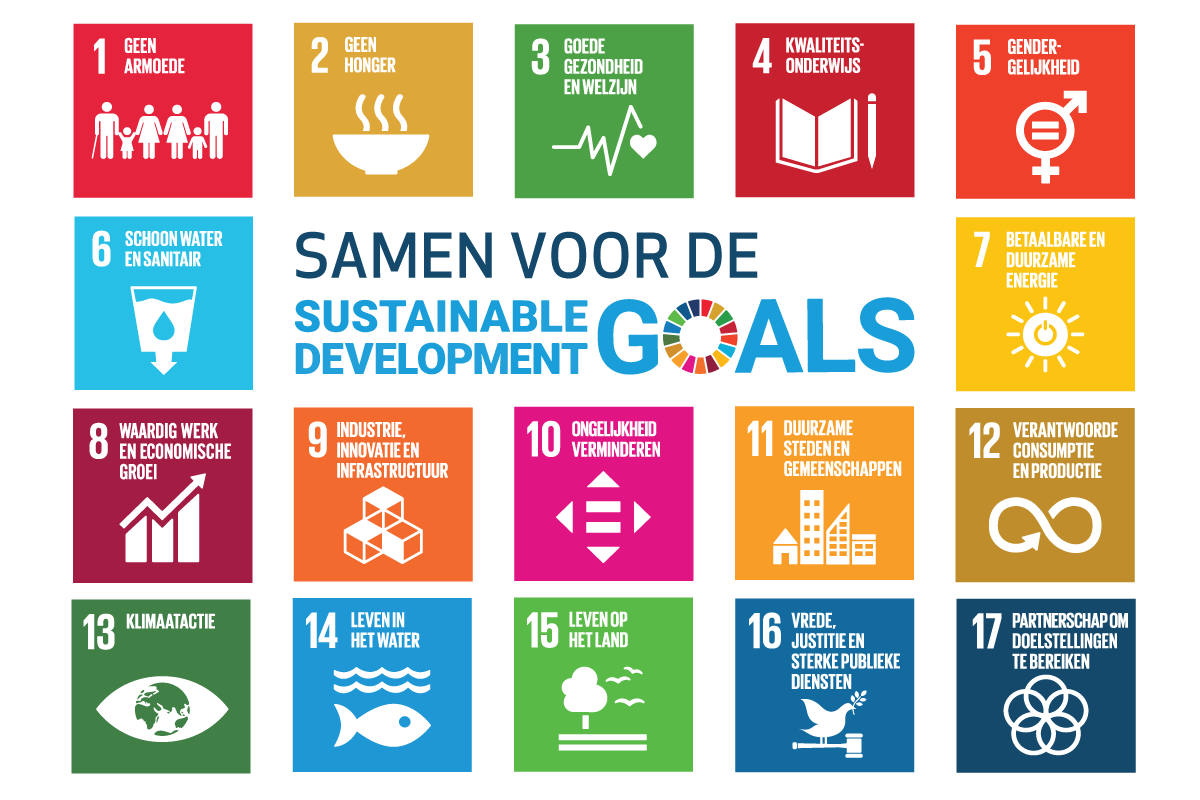 1
GEEN
ARMOEDE
2
GEEN
HONGER
3
GOEDE
GEZONDHEID
EN WELZIJN
4
KWALITEITS-
ONDERWIJS
5
GENDER-
GELIJKHEID
6
SCHOON WATER
EN SANITAIR
SAMEN VOOR DE
SUSTAINABLE
DEVELOPMENT
GOALS
7
BETAALBARE EN
DUURZAME
ENERGIE
8
WAARDIG WERK
EN ECONOMISCHE
GROEI
9
INDUSTRIE,
INNOVATIE EN
INFRASTRUCTUUR
10
ONGELIJKHEID
VERMINDEREN
11
DUURZAME
STEDEN EN
GEMEENSCHAPPEN
12
VERANTWOORDE
CONSUMPTIE
EN PRODUCTIE
13
KLIMAATACTIE
14
LEVEN IN
HET WATER
15
LEVEN OP
HET LAND
16
VREDE,
JUSTITIE EN
STERKE PUBLIEKE
DIENSTEN
17
PARTNERSCHAP OM
DOELSTELLINGEN
TE BEREIKEN